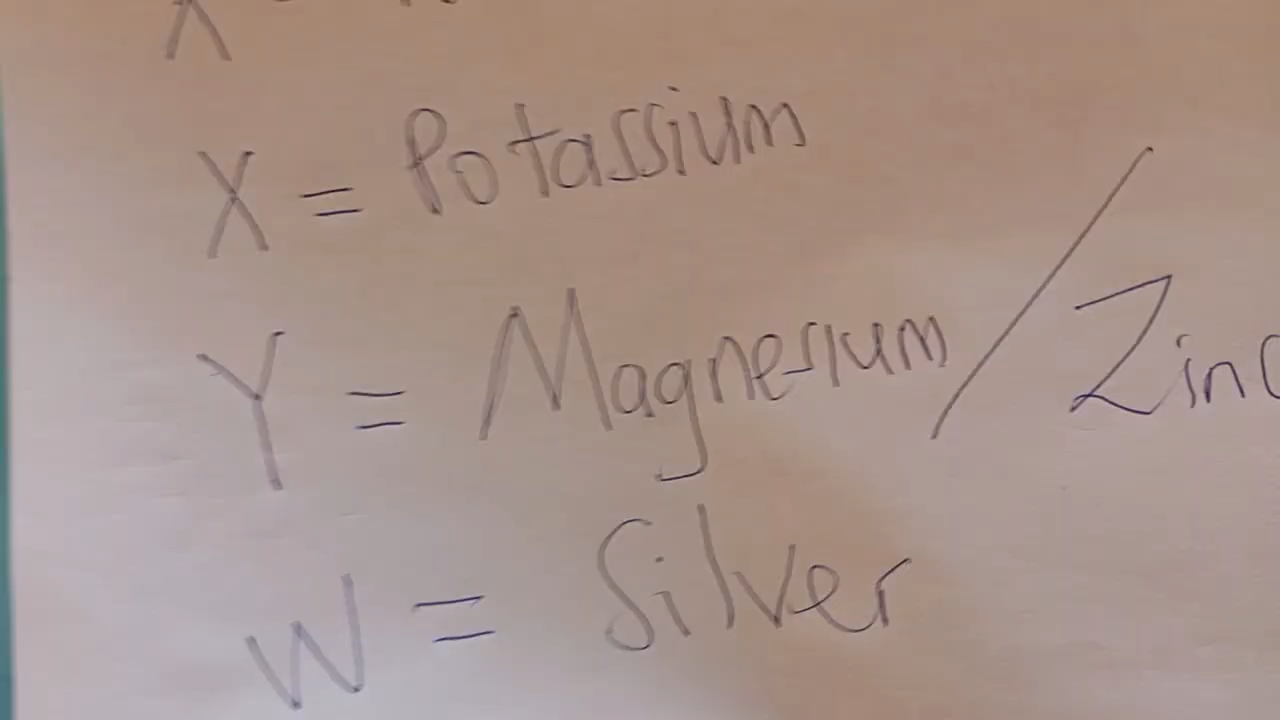 X = Potassium
Y = Magnesium / Zinc
W = Silver